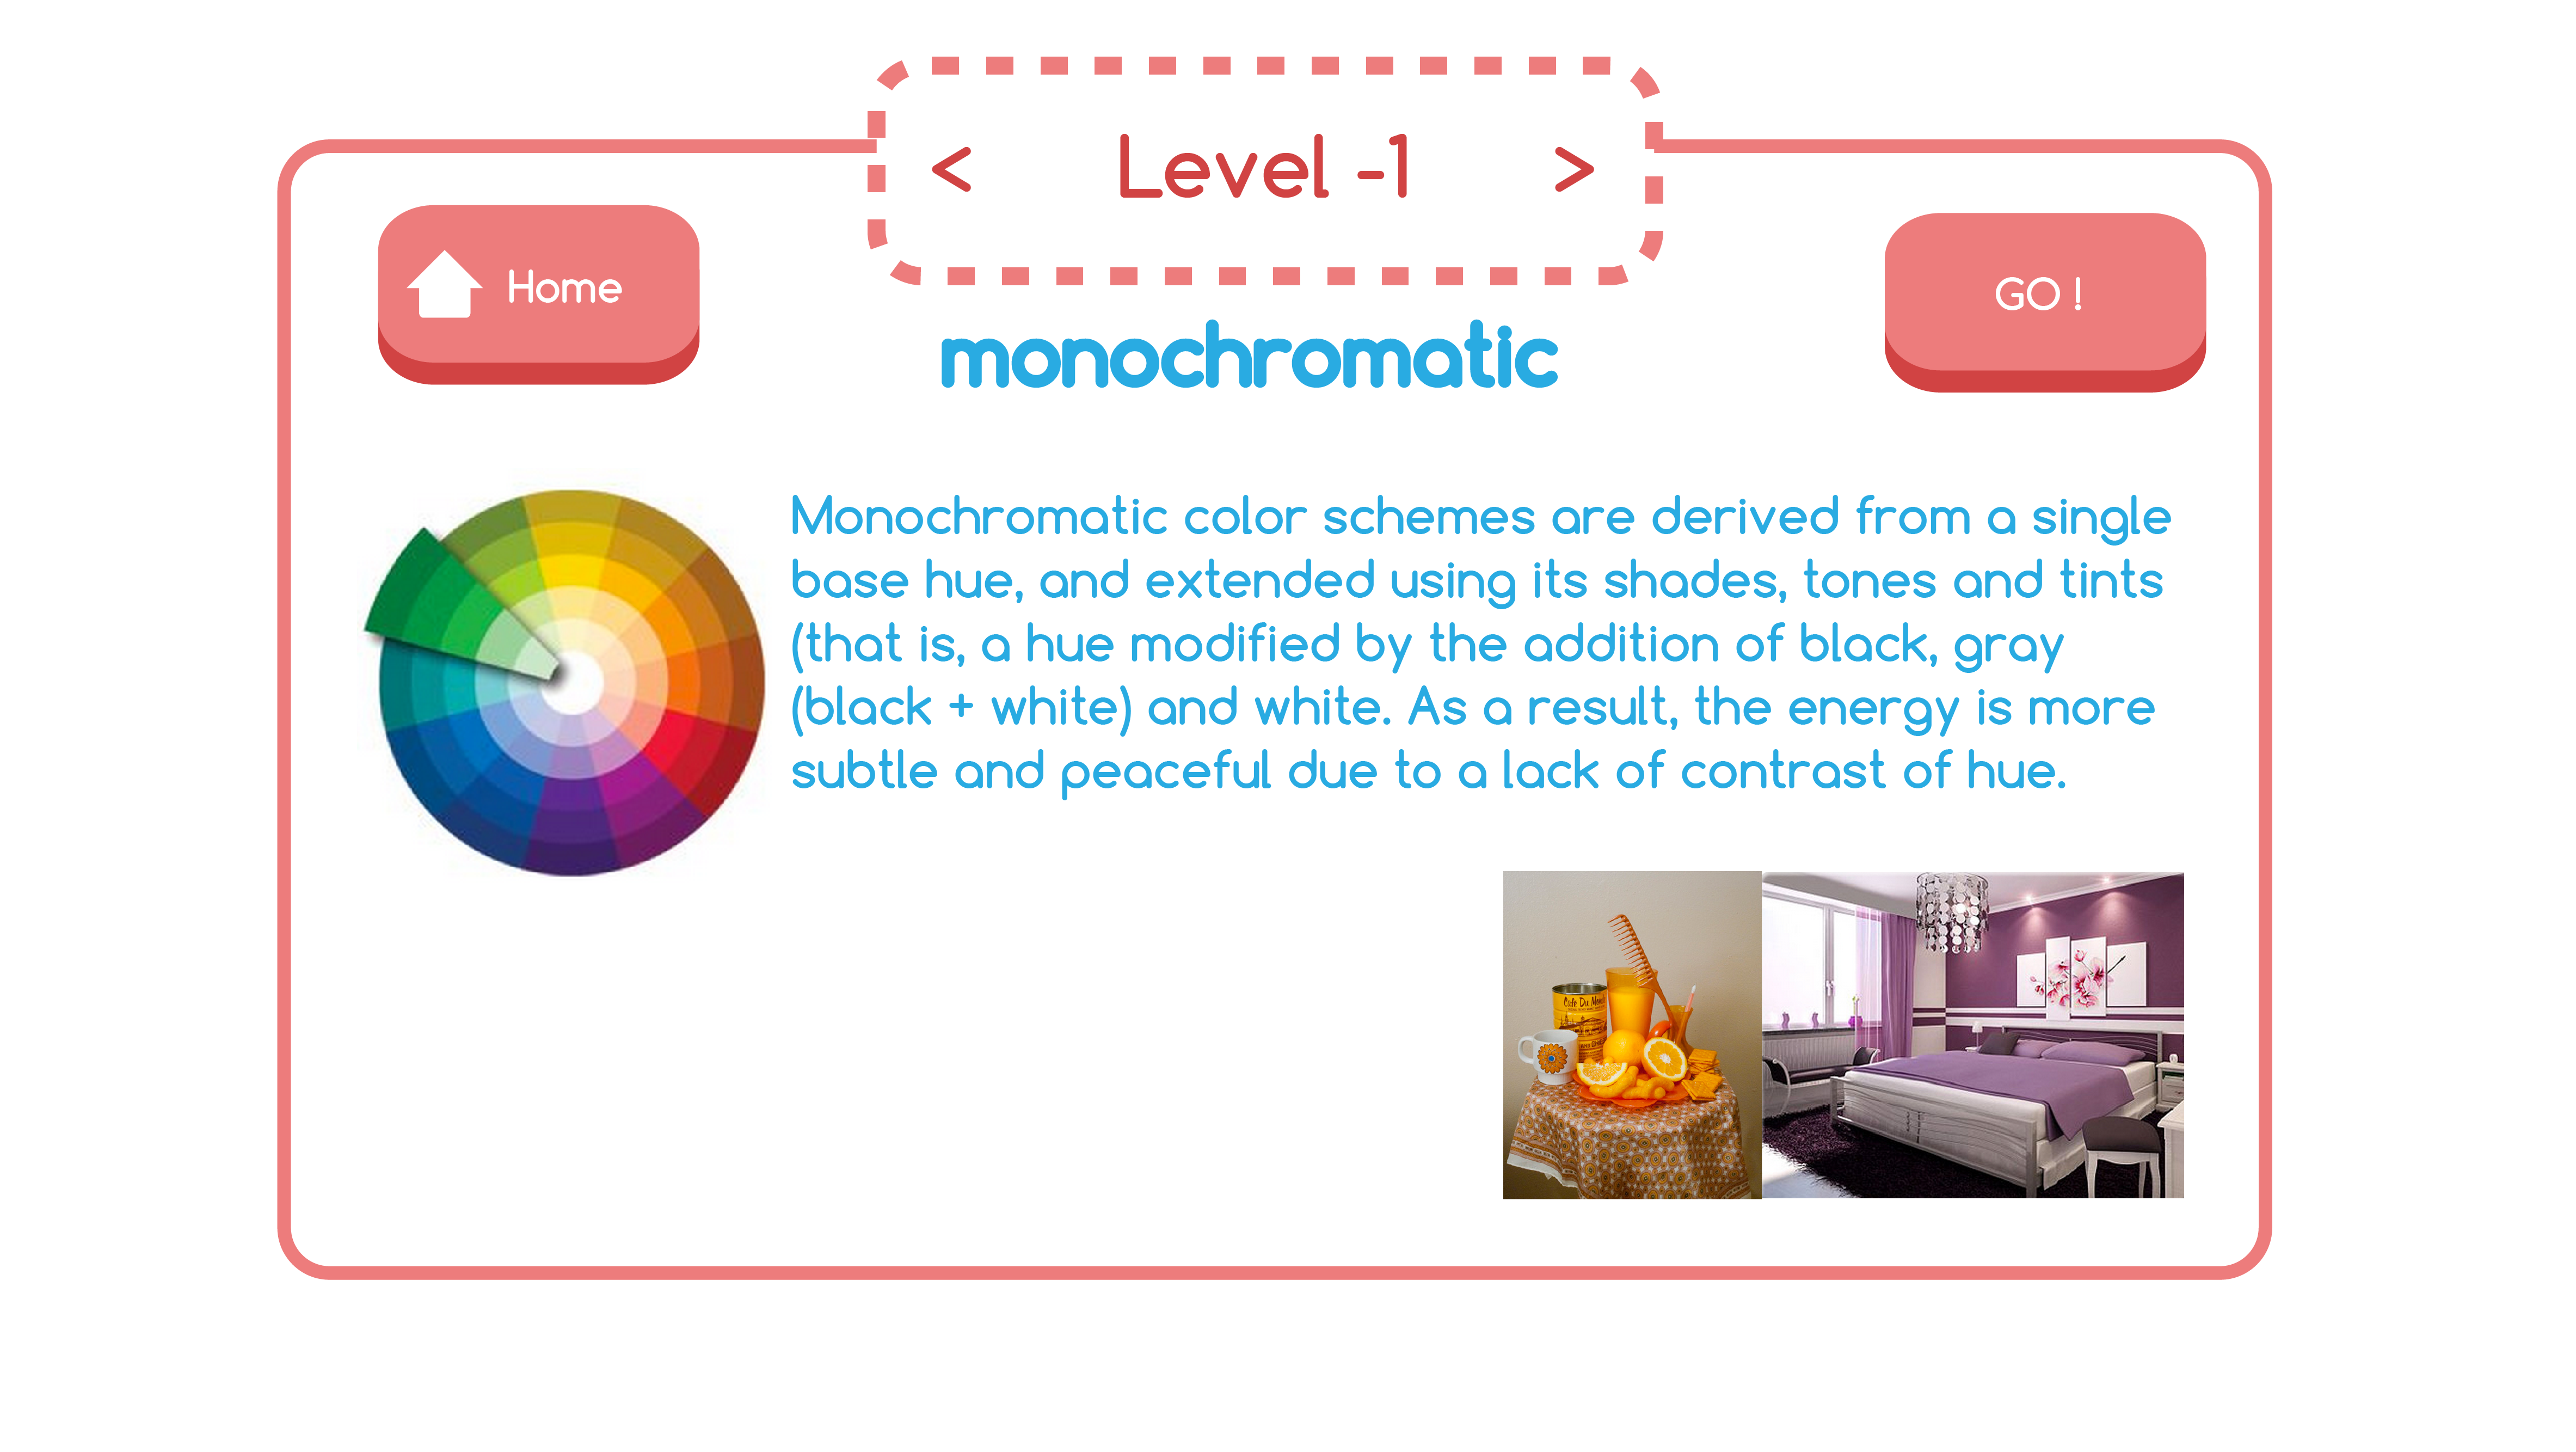 < Level -1 >
Home
GO !
monochromatic
Monochromatic color schemes are derived from a single
base hue, and extended using its shades, tones and tints
(that is, a hue modified by the addition of black, gray
(black + white) and white. As a result, the energy is more
subtle and peaceful due to a lack of contrast of hue.